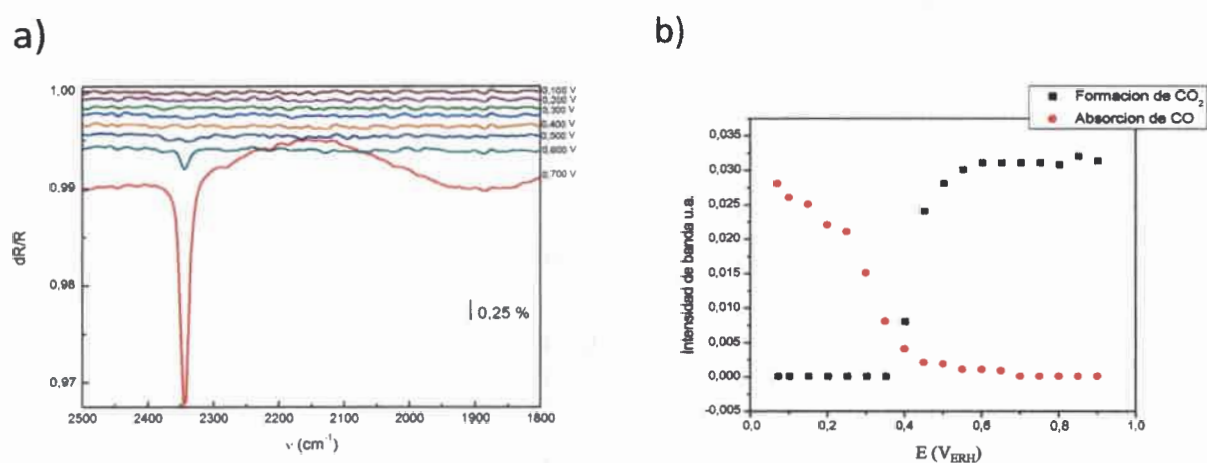 a)
1.00
0,99
0,98
0,97
dR/R
0,100 V
0,200 V
0,300 V
0,400 V
0,500 V
0,600 V
0,700 V
0,25 %
2500 2400 2300 2200 2100 2000 1900 1800
ν (cm⁻¹)
b)
Formacion de CO₂
Absorcion de CO
0,035
0,030
0,025
0,020
0,015
0,010
0,005
0,000
-0,005
Intensidad de banda u.a.
0,0 0,2 0,4 0,6 0,8 1,0
E (V_ERH)